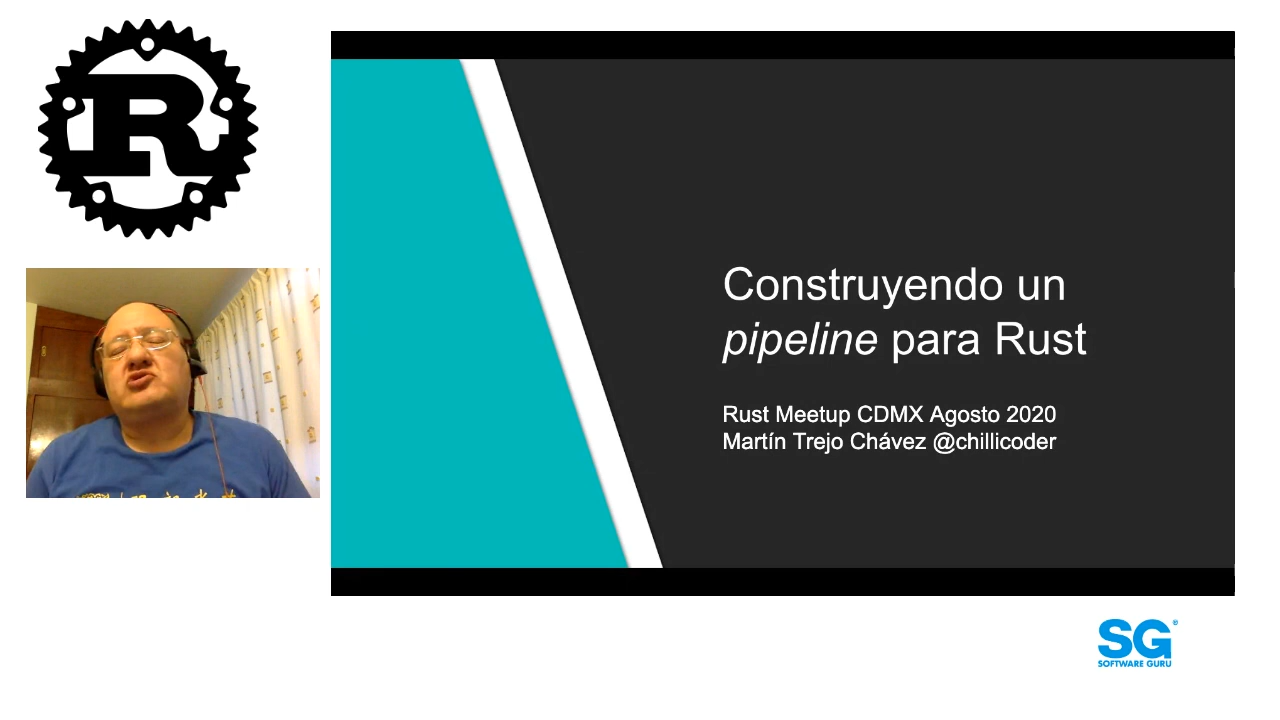 R
Construyendo un
pipeline para Rust
Rust Meetup CDMX Agosto 2020
Martín Trejo Chávez @chillicoder
SG®
SOFTWARE GURU